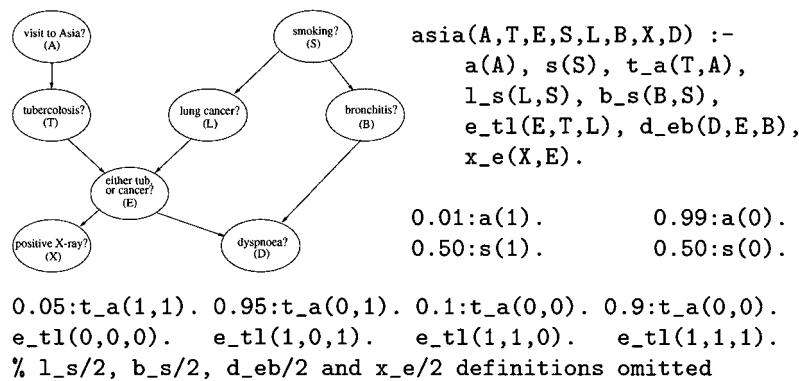 visit to Asia?
(A)
smoking?
(S)
tubercolosis?
(T)
lung cancer?
(L)
bronchitis?
(B)
either tub.
or cancer?
(E)
positive X-ray?
(X)
dyspnoea?
(D)
asia(A,T,E,S,L,B,X,D) :-
a(A), s(S), t_a(T,A),
l_s(L,S), b_s(B,S),
e_tl(E,T,L), d_eb(D,E,B),
x_e(X,E).
0.01:a(1). 0.99:a(0).
0.50:s(1). 0.50:s(0).
0.05:t_a(1,1). 0.95:t_a(0,1). 0.1:t_a(0,0). 0.9:t_a(0,0).
e_tl(0,0,0). e_tl(1,0,1). e_tl(1,1,0). e_tl(1,1,1).
% l_s/2, b_s/2, d_eb/2 and x_e/2 definitions omitted